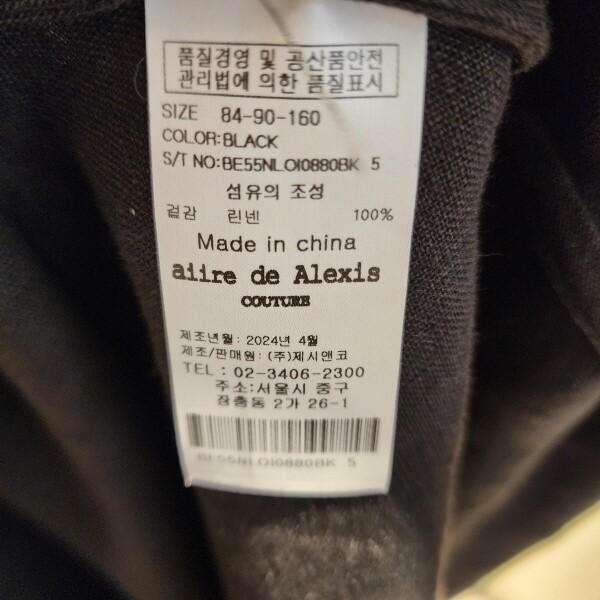 품질경영 및 공산품안전
관리법에 의한 품질표시
SIZE 84-90-160
COLOR:BLACK
S/T NO:BE55NLOI0880BK 5
섬유의 조성
겉감 린넨 100%
Made in china
aiire de Alexis
COUTURE
제조년월: 2024년 4월
제조/판매원: (주)제시앤코
TEL : 02-3406-2300
주소:서울시 중구
장충동 2가 26-1
BE55NLOI0880BK 5